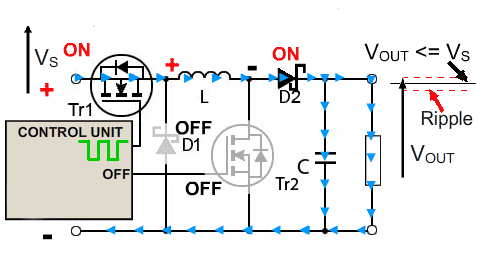 VS ON
+
+
-
ON
VOUT <= VS
Tr1
L
D2
Ripple
CONTROL UNIT
OFF
D1
OFF
OFF
Tr2
C
VOUT
-